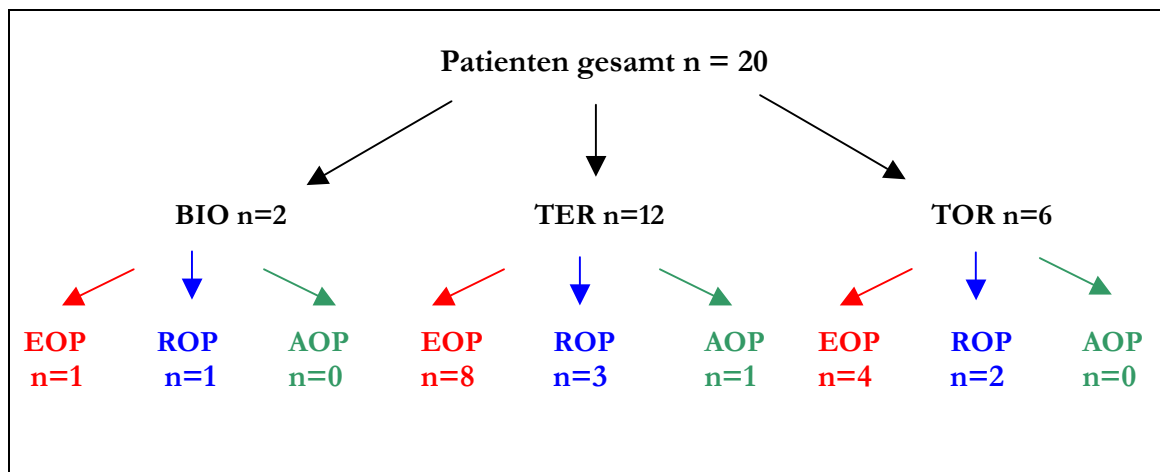 Patienten gesamt n = 20
BIO n=2 TER n=12 TOR n=6
EOP ROP AOP EOP ROP AOP EOP ROP AOP
n=1 n=1 n=0 n=8 n=3 n=1 n=4 n=2 n=0